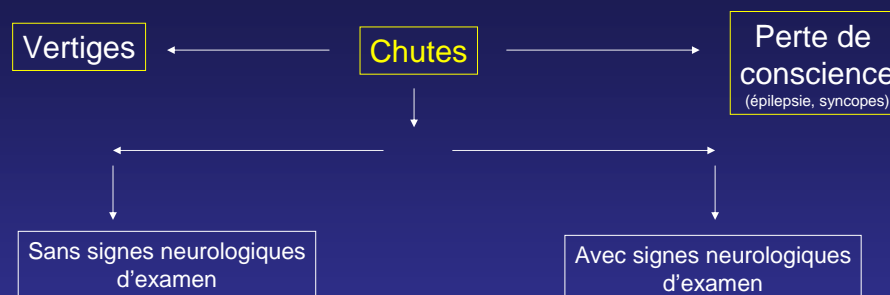 Vertiges
Chutes
Perte de
conscience
(épilepsie, syncopes)
Sans signes neurologiques
d'examen
Avec signes neurologiques
d'examen